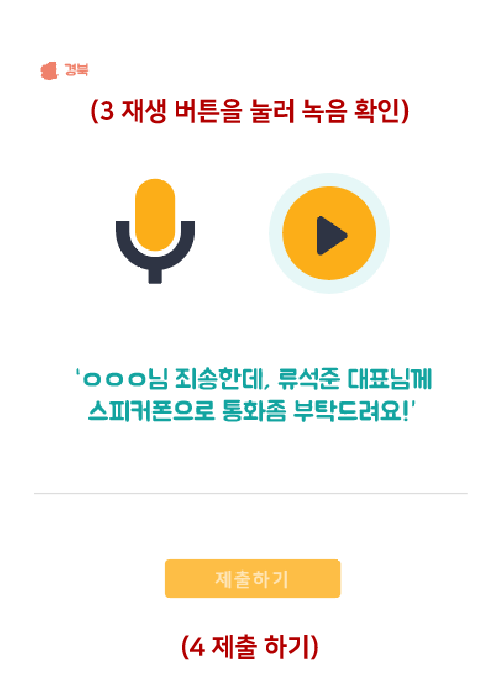 경북
(3 재생 버튼을 눌러 녹음 확인)
'ㅇㅇㅇ님 죄송한데, 류석준 대표님께
스피커폰으로 통화좀 부탁드려요!'
제출하기
(4 제출 하기)